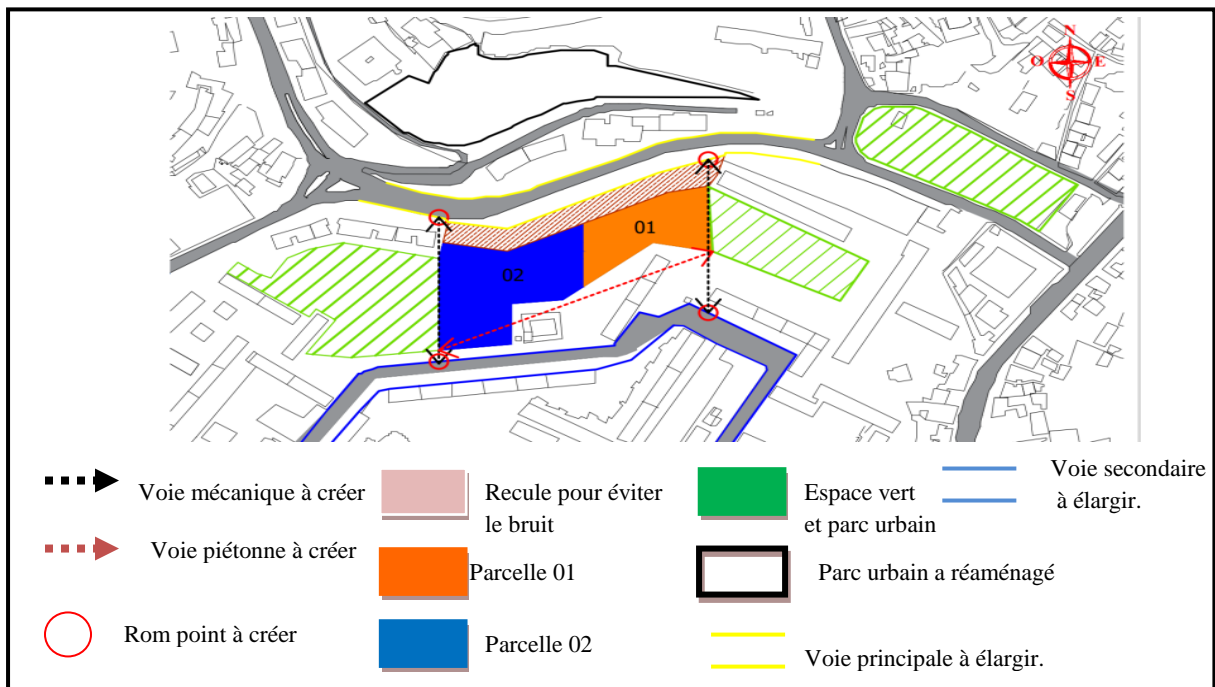 N
O
E
S
01
02
Voie mécanique à créer
Voie piétonne à créer
Rom point à créer
Recule pour éviter
le bruit
Parcelle 01
Parcelle 02
Espace vert
et parc urbain
Parc urbain a réaménagé
Voie principale à élargir.
Voie secondaire
à élargir.